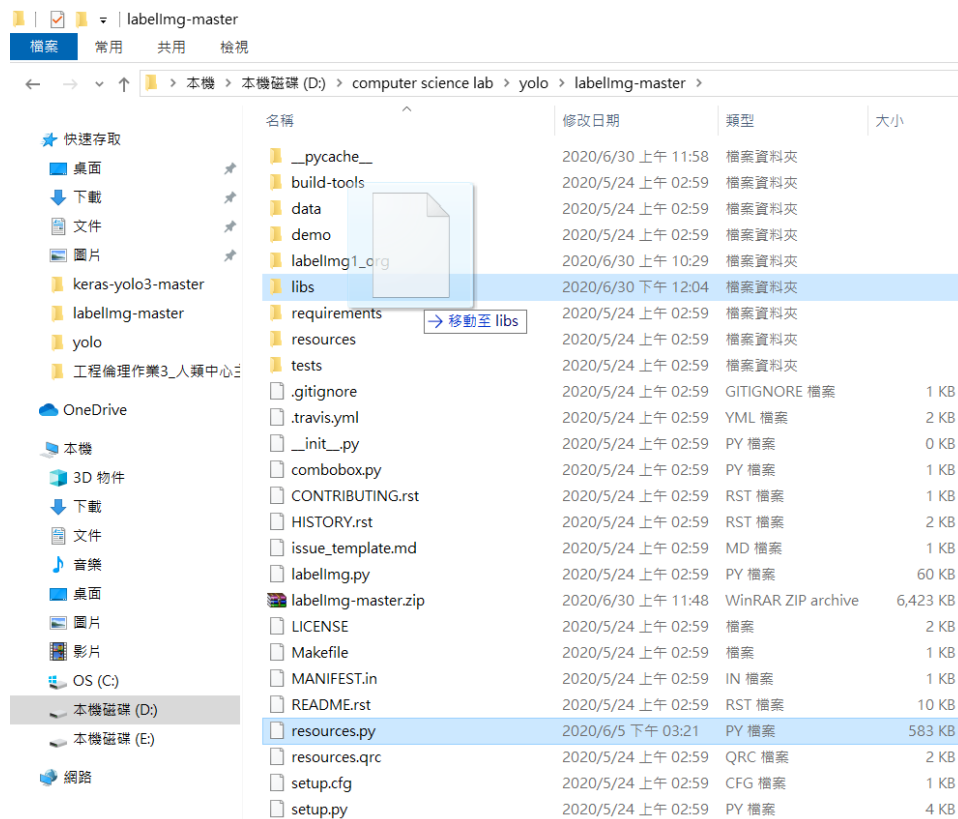 labelImg-master
檔案 常用 共用 檢視
本機 本機磁碟 (D:) computer science lab yolo labelImg-master
名稱 修改日期 類型 大小
快速存取
桌面
下載
文件
圖片
keras-yolo3-master
labelImg-master
yolo
工程倫理作業3_人類中心主
OneDrive
本機
3D 物件
下載
文件
音樂
桌面
圖片
影片
OS (C:)
本機磁碟 (D:)
本機磁碟 (E:)
網路
__pycache__ 2020/6/30 上午 11:58 檔案資料夾
build-tools 2020/5/24 上午 02:59 檔案資料夾
data 2020/5/24 上午 02:59 檔案資料夾
demo 2020/5/24 上午 02:59 檔案資料夾
labelImg1_org 2020/6/30 上午 10:29 檔案資料夾
libs 2020/6/30 下午 12:04 檔案資料夾
requirements 2020/5/24 上午 02:59 檔案資料夾
移動至 libs
resources 2020/5/24 上午 02:59 檔案資料夾
tests 2020/5/24 上午 02:59 檔案資料夾
.gitignore 2020/5/24 上午 02:59 GITIGNORE 檔案 1 KB
.travis.yml 2020/5/24 上午 02:59 YML 檔案 2 KB
__init__.py 2020/5/24 上午 02:59 PY 檔案 0 KB
combobox.py 2020/5/24 上午 02:59 PY 檔案 1 KB
CONTRIBUTING.rst 2020/5/24 上午 02:59 RST 檔案 1 KB
HISTORY.rst 2020/5/24 上午 02:59 RST 檔案 2 KB
issue_template.md 2020/5/24 上午 02:59 MD 檔案 1 KB
labelImg.py 2020/5/24 上午 02:59 PY 檔案 60 KB
labelImg-master.zip 2020/6/30 上午 11:48 WinRAR ZIP archive 6,423 KB
LICENSE 2020/5/24 上午 02:59 檔案 2 KB
Makefile 2020/5/24 上午 02:59 檔案 1 KB
MANIFEST.in 2020/5/24 上午 02:59 IN 檔案 1 KB
README.rst 2020/5/24 上午 02:59 RST 檔案 10 KB
resources.py 2020/6/5 下午 03:21 PY 檔案 583 KB
resources.qrc 2020/5/24 上午 02:59 QRC 檔案 2 KB
setup.cfg 2020/5/24 上午 02:59 CFG 檔案 1 KB
setup.py 2020/5/24 上午 02:59 PY 檔案 4 KB